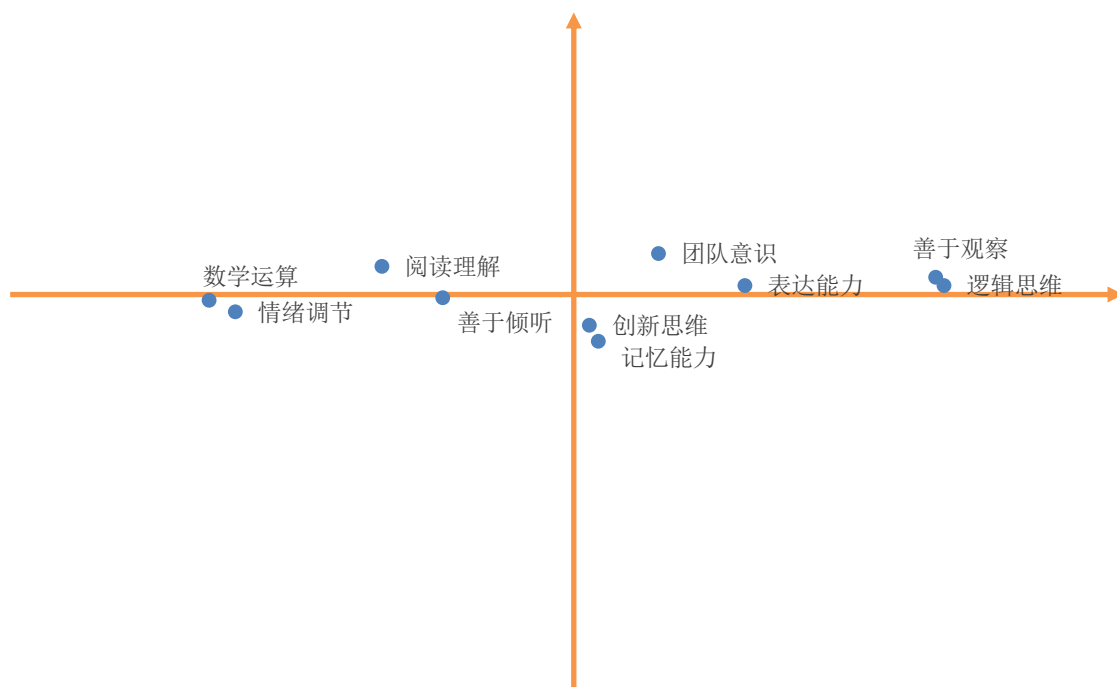 善于观察
团队意识
阅读理解
数学运算
表达能力
逻辑思维
情绪调节
善于倾听
创新思维
记忆能力